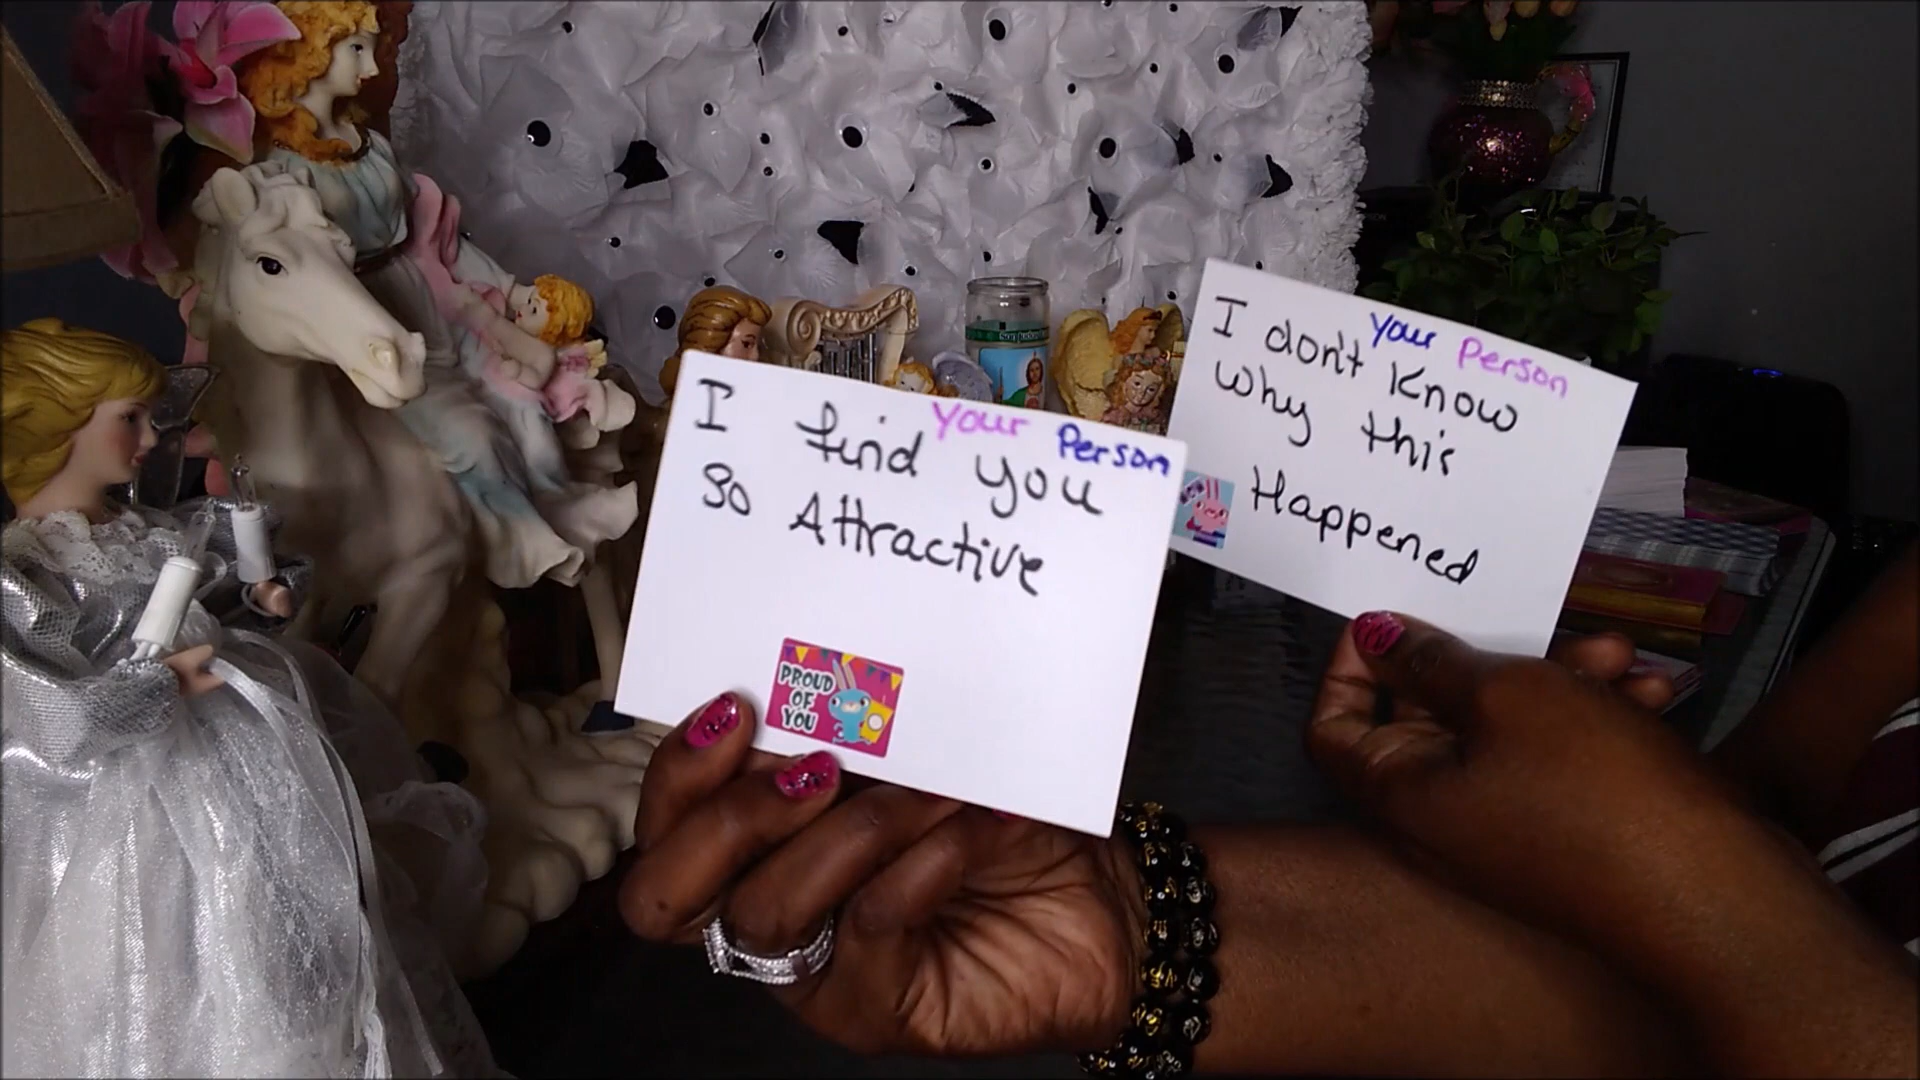 Your Person
I find you
So Attractive
PROUD
OF
YOU
Your Person
I don't Know
why this
Happened